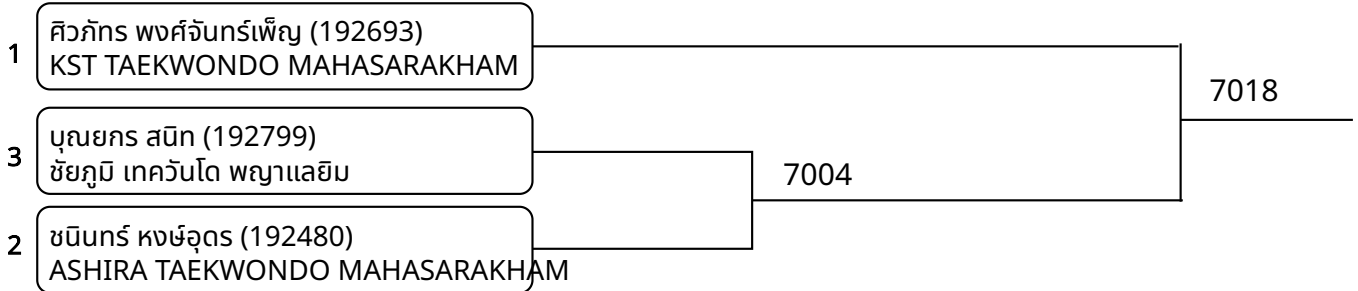 1
ศิวภัทร พงศ์จันทร์เพ็ญ (192693)
KST TAEKWONDO MAHASARAKHAM
7018
3
บุณยกร สนิท (192799)
ชัยภูมิ เทควันโด พญาแลยิม
7004
2
ชนินทร์ หงษ์อุดร (192480)
ASHIRA TAEKWONDO MAHASARAKHAM